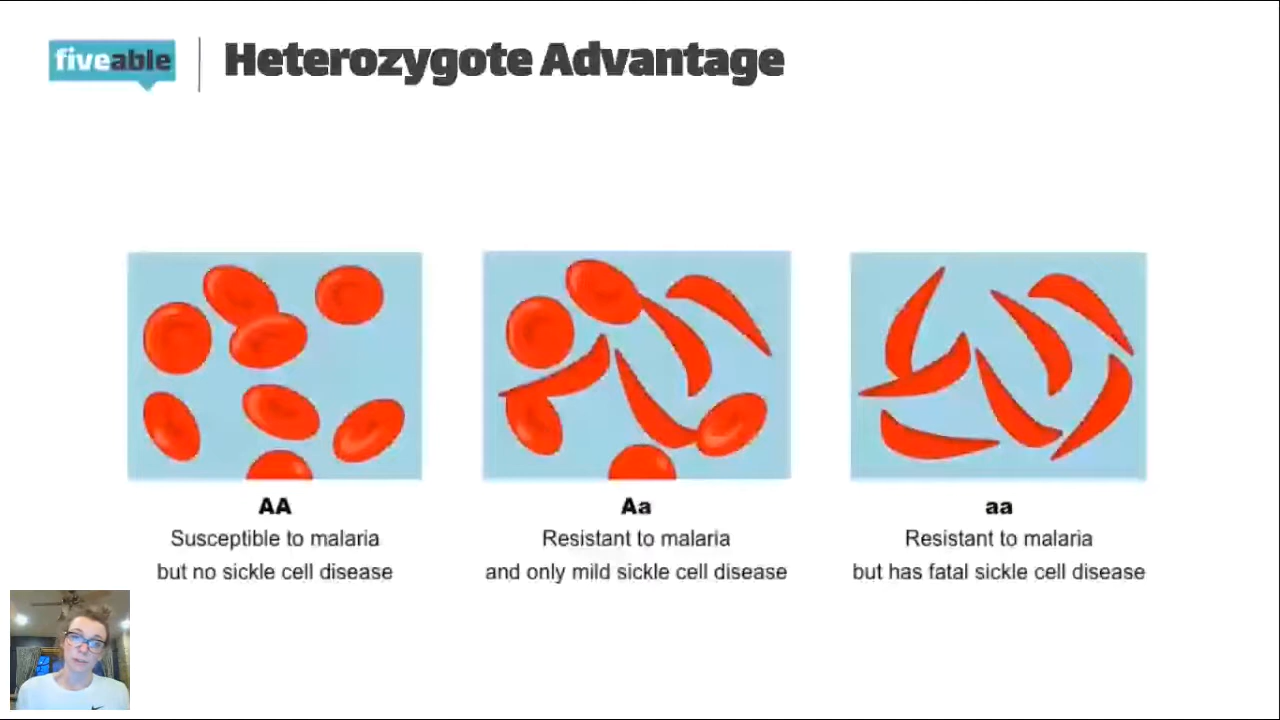 fiveable
Heterozygote Advantage
AA
Susceptible to malaria
but no sickle cell disease
Aa
Resistant to malaria
and only mild sickle cell disease
aa
Resistant to malaria
but has fatal sickle cell disease